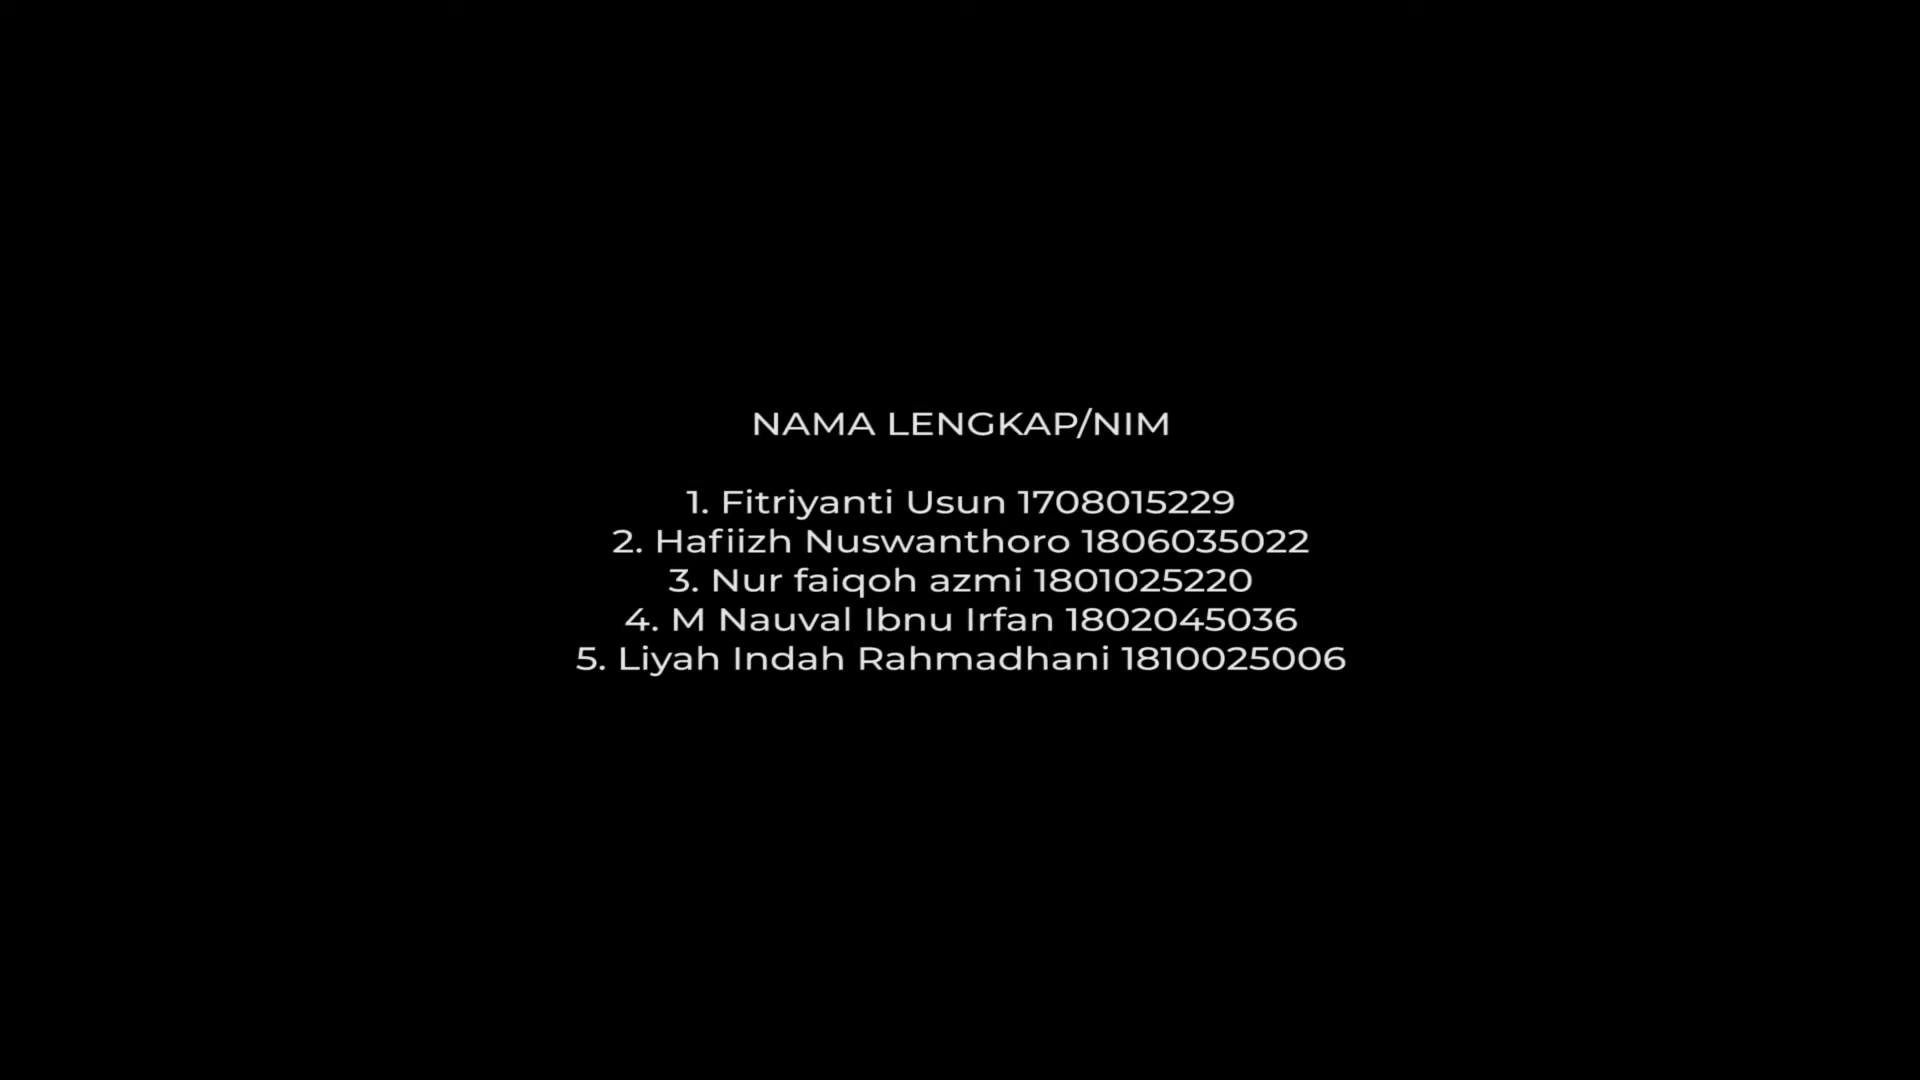 NAMA LENGKAP/NIM
1. Fitriyanti Usun 1708015229
2. Hafiizh Nuswanthoro 1806035022
3. Nur faiqoh azmi 1801025220
4. M Nauval Ibnu Irfan 1802045036
5. Liyah Indah Rahmadhani 1810025006